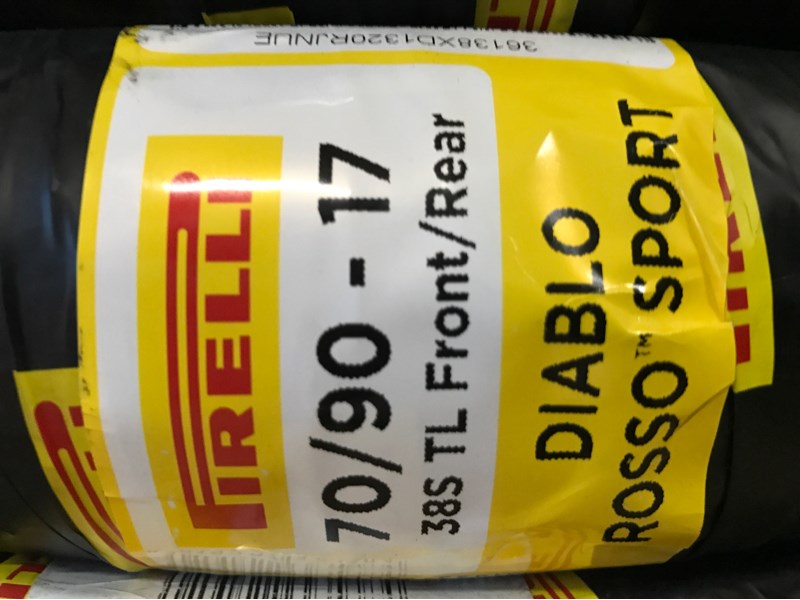 PIRELLI
70/90 - 17
38S TL Front/Rear
DIABLO
ROSSO™ SPORT
36138XD1320RJNUE